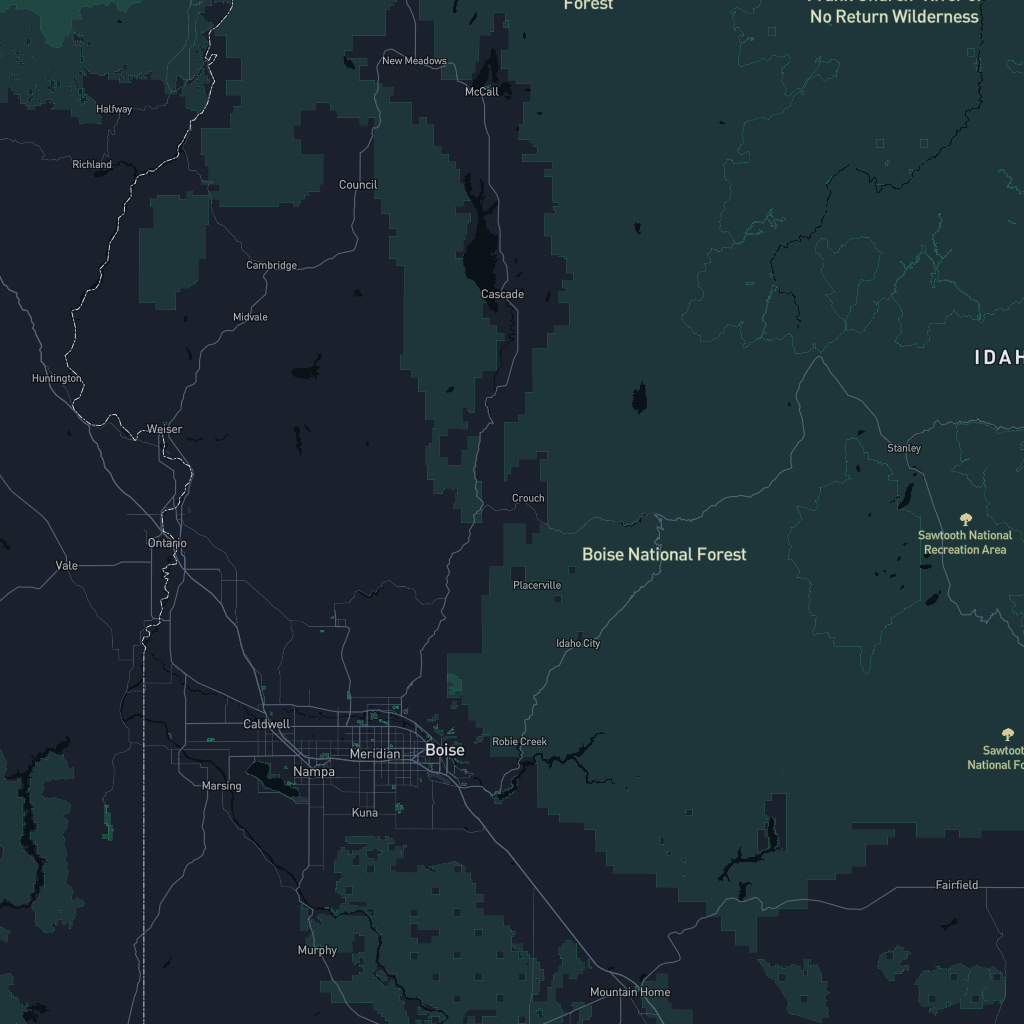 Forest
No Return Wilderness
New Meadows
McCall
Halfway
Richland
Council
Cambridge
Cascade
Midvale
IDAH
Huntington
Weiser
Stanley
Crouch
Sawtooth National
Recreation Area
Ontario
Boise National Forest
Vale
Placerville
Idaho City
Caldwell
Robie Creek
Boise
Meridian
Sawtoot
National Fo
Nampa
Marsing
Kuna
Fairfield
Murphy
Mountain Home